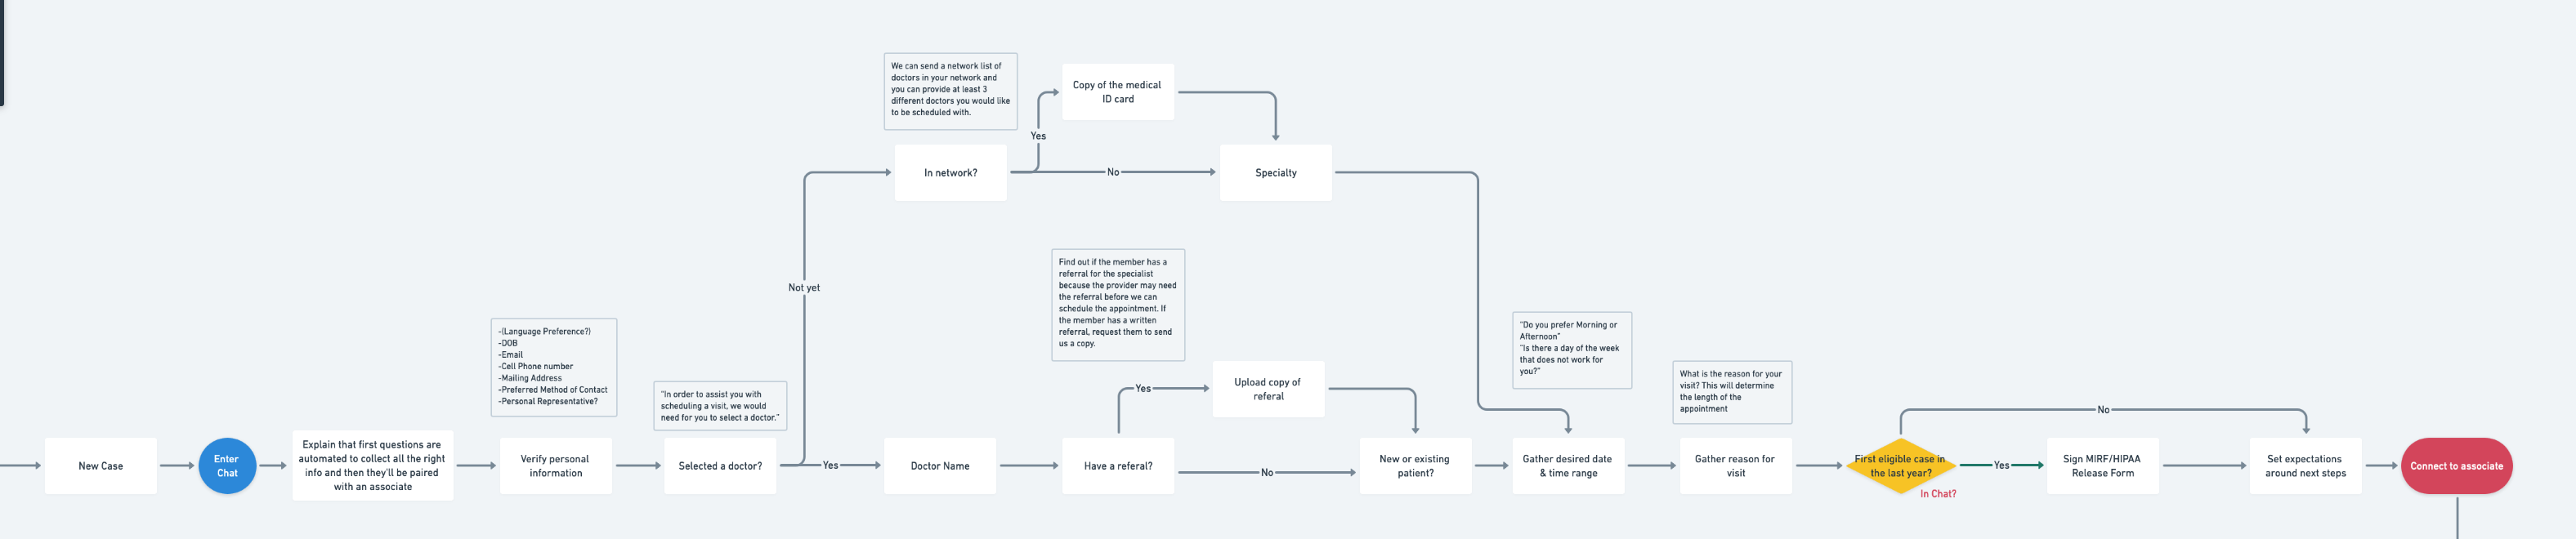 We can send a network list of
doctors in your network and
you can provide at least 3
different doctors you would like
to be scheduled with.
Copy of the medical
ID card
Yes
In network?
No
Specialty
Not yet
Find out if the member has a
referral for the specialist
because the provider may need
the referral before we can
schedule the appointment. If
the member has a written
referral, request them to send
us a copy.
-(Language Preference?)
-DOB
-Email
-Cell Phone number
-Mailing Address
-Preferred Method of Contact
-Personal Representative?
"In order to assist you with
scheduling a visit, we would
need for you to select a doctor."
"Do you prefer Morning or
Afternoon"
"Is there a day of the week
that does not work for
you?"
What is the reason for your
visit? This will determine
the length of the
appointment
Yes
Upload copy of
referal
No
New Case
Enter
Chat
Explain that first questions are
automated to collect all the right
info and then they'll be paired
with an associate
Verify personal
information
Selected a doctor?
Yes
Doctor Name
Have a referal?
No
New or existing
patient?
Gather desired date
& time range
Gather reason for
visit
First eligible case in
the last year?
In Chat?
Yes
Sign MIRF/HIPAA
Release Form
Set expectations
around next steps
Connect to associate